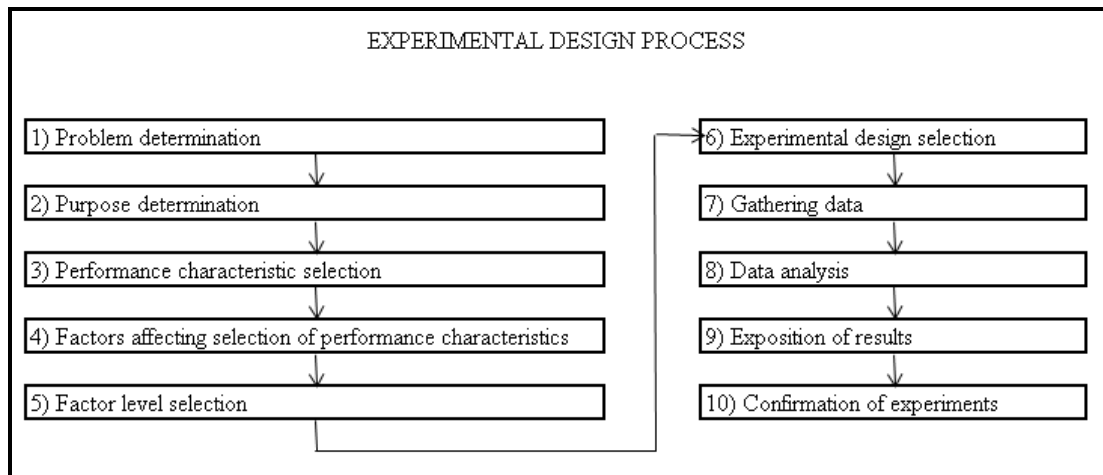 EXPERIMENTAL DESIGN PROCESS
1) Problem determination
2) Purpose determination
3) Performance characteristic selection
4) Factors affecting selection of performance characteristics
5) Factor level selection
6) Experimental design selection
7) Gathering data
8) Data analysis
9) Exposition of results
10) Confirmation of experiments